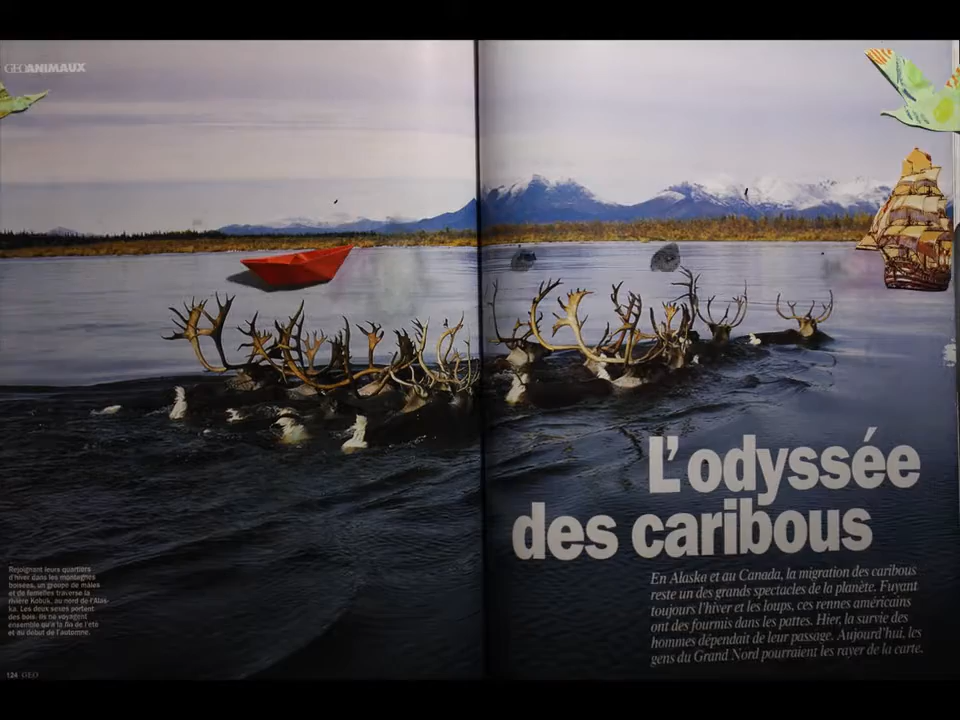 GEOANIMAUX
L'odyssée
des caribous
En Alaska et au Canada, la migration des caribous
reste un des grands spectacles de la planète. Fuyant
toujours l'hiver et les loups, ces rennes américains
ont des fourmis dans les pattes. Hier, la survie des
hommes dépendait de leur passage. Aujourd'hui, les
gens du Grand Nord pourraient les rayer de la carte.
Rejoignant leurs quartiers
d'hiver dans les montagnes
boisées, un groupe de mâles
et de femelles traverse la
rivière Kobuk, au nord de l'Alas-
ka. Les deux sexes portent
des bois. Ils ne voyagent
ensemble qu'à la fin de l'été
et au début de l'automne.
124 GEO